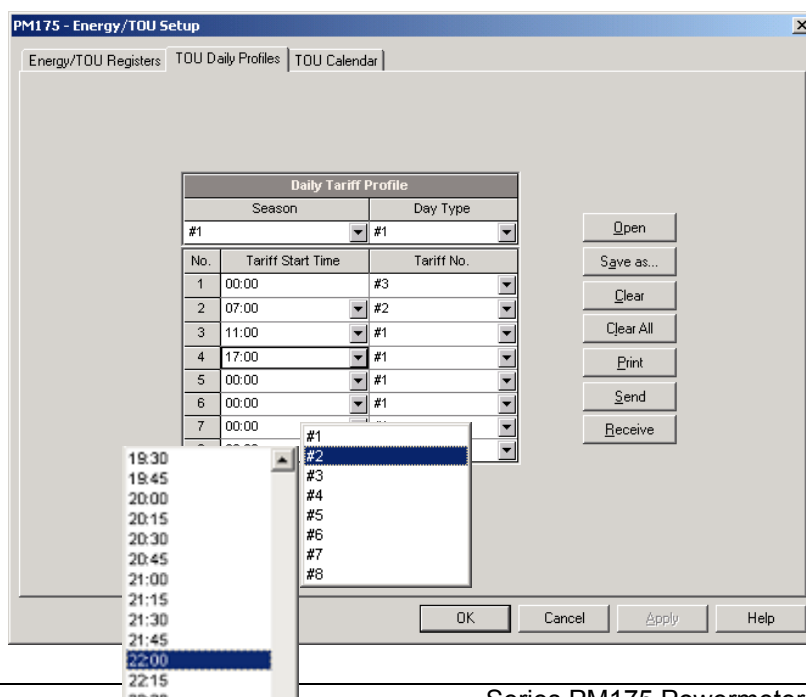 PM175 - Energy/TOU Setup
Energy/TOU Registers TOU Daily Profiles TOU Calendar
Daily Tariff Profile
Season Day Type
#1 #1
No. Tariff Start Time Tariff No.
1 00:00 #3
2 07:00 #2
3 11:00 #1
4 17:00 #1
5 00:00 #1
6 00:00 #1
7 00:00
Open
Save as...
Clear
Clear All
Print
Send
Receive
#1
#2
#3
#4
#5
#6
#7
#8
19:30
19:45
20:00
20:15
20:30
20:45
21:00
21:15
21:30
21:45
22:00
22:15
OK Cancel Apply Help
Series PM175 Powermeter